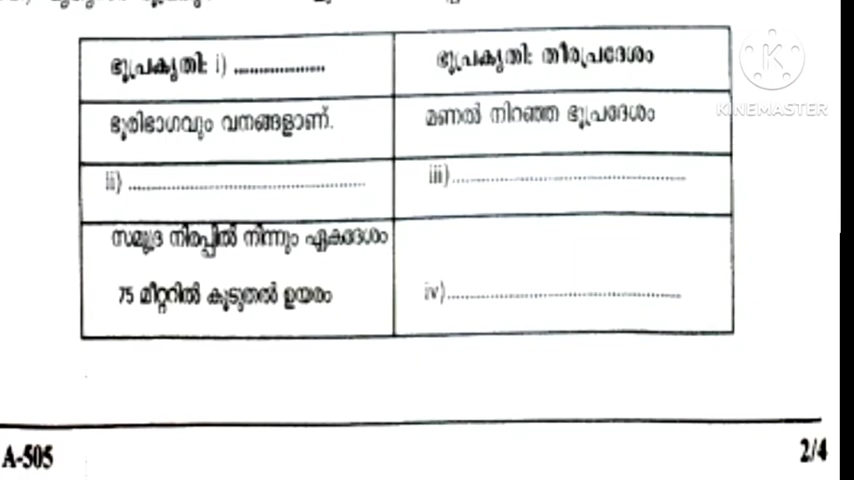 ഭൂപ്രകൃതി: i) ...................
ഭൂപ്രകൃതി: തീരപ്രദേശം
KINEMASTER
ഭൂരിഭാഗവും വനങ്ങളാണ്.
മണൽ നിറഞ്ഞ ഭൂപ്രദേശം
ii) ..................................................
iii)..................................................
സമുദ്ര നിരപ്പിൽ നിന്നും ഏകദേശം
75 മീറ്ററിൽ കൂടുതൽ ഉയരം
iv)..................................................
A-505
2/4